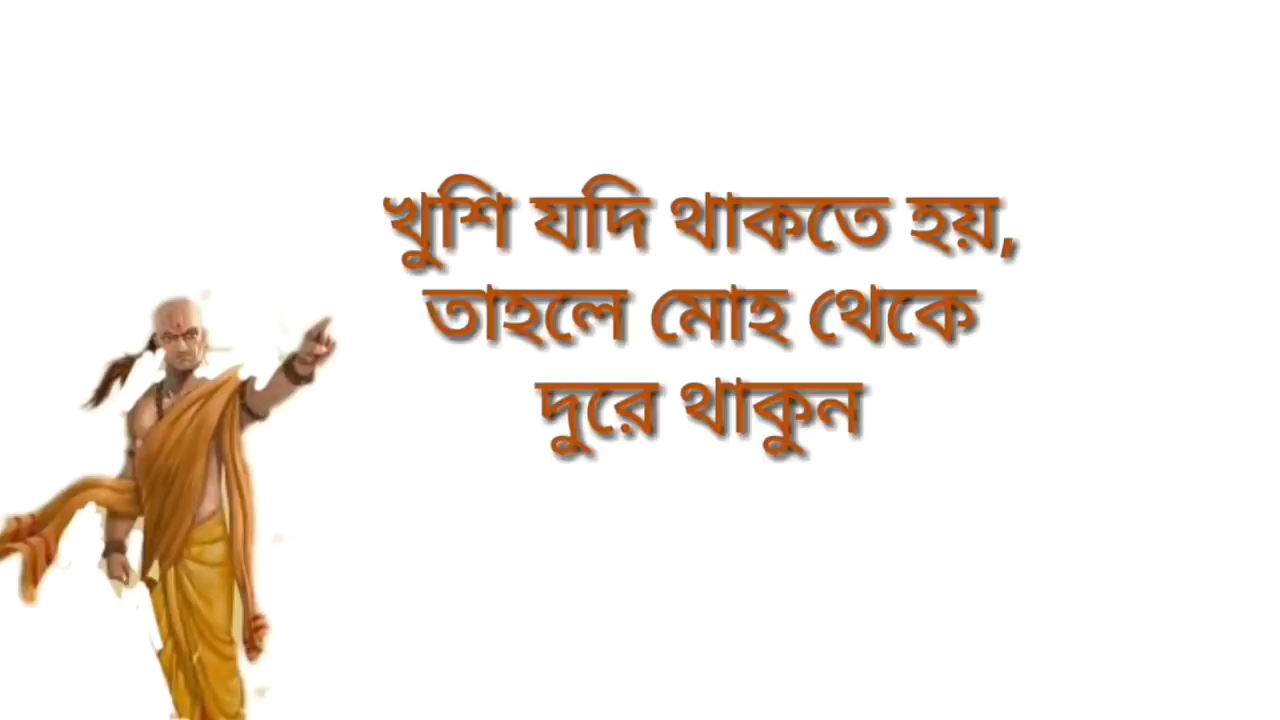 খুশি যদি থাকতে হয়,
তাহলে মোহ থেকে
দুরে থাকুন